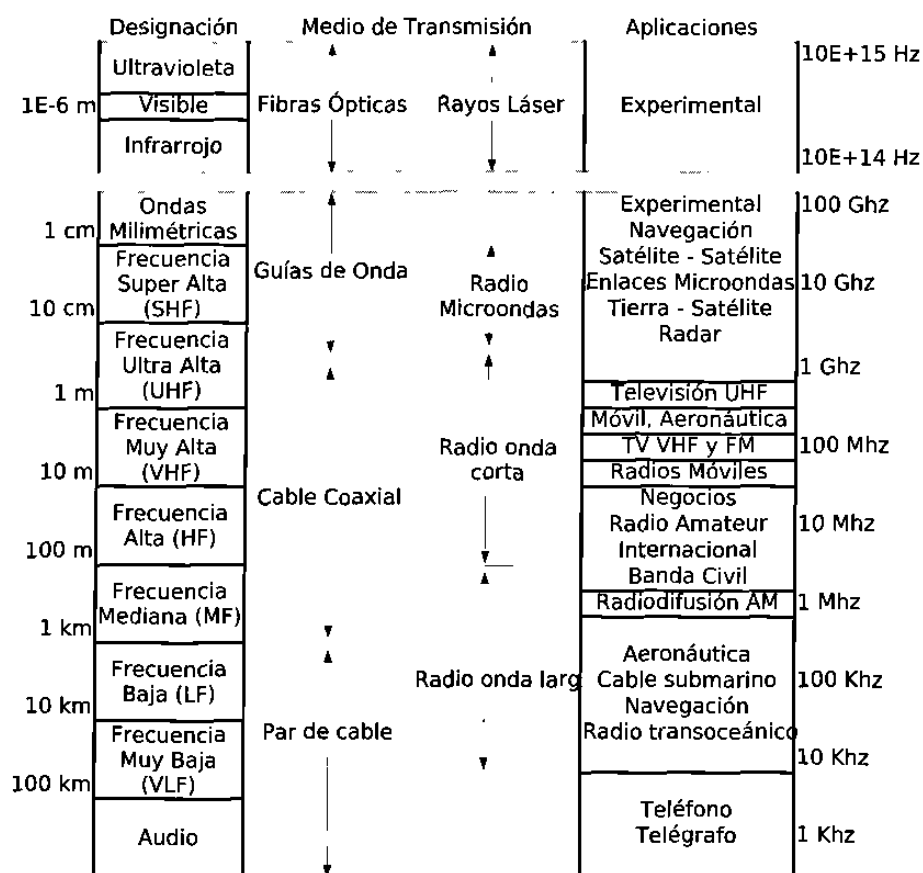 Designación Medio de Transmisión Aplicaciones
10E+15 Hz
Ultravioleta
1E-6 m Visible Fibras Ópticas Rayos Láser Experimental
Infrarrojo
10E+14 Hz
Ondas Experimental 100 Ghz
1 cm Milimétricas Navegación
Frecuencia Satélite - Satélite
Super Alta Guías de Onda Radio Enlaces Microondas 10 Ghz
10 cm (SHF) Microondas Tierra - Satélite
Frecuencia Radar
Ultra Alta 1 Ghz
1 m (UHF) Televisión UHF
Frecuencia Móvil, Aeronáutica
Muy Alta Radio onda TV VHF y FM 100 Mhz
10 m (VHF) corta Radios Móviles
Cable Coaxial Negocios
Frecuencia Radio Amateur 10 Mhz
100 m Alta (HF) Internacional
Banda Civil
Frecuencia Radiodifusión AM 1 Mhz
1 km Mediana (MF)
Aeronáutica
Frecuencia Radio onda larg Cable submarino 100 Khz
10 km Baja (LF) Navegación
Frecuencia Par de cable Radio transoceánico
Muy Baja 10 Khz
100 km (VLF)
Teléfono
Audio Telégrafo 1 Khz